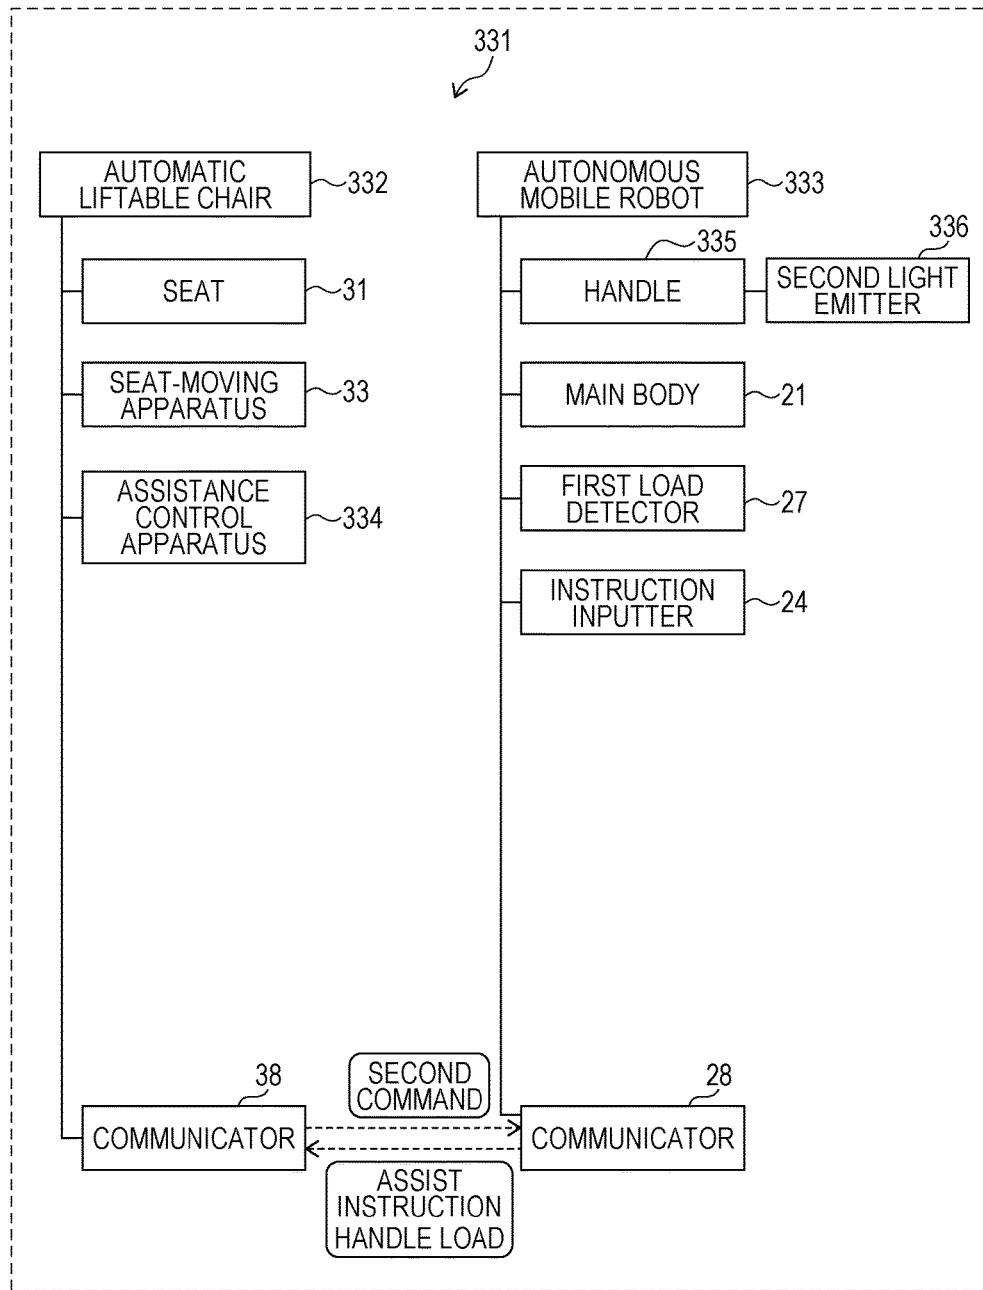 331
AUTOMATIC
LIFTABLE CHAIR
332
AUTONOMOUS
MOBILE ROBOT
333
SEAT
31
335
HANDLE
336
SECOND LIGHT
EMITTER
SEAT-MOVING
APPARATUS
33
MAIN BODY
21
ASSISTANCE
CONTROL
APPARATUS
334
FIRST LOAD
DETECTOR
27
INSTRUCTION
INPUTTER
24
38
COMMUNICATOR
SECOND
COMMAND
28
COMMUNICATOR
ASSIST
INSTRUCTION
HANDLE LOAD